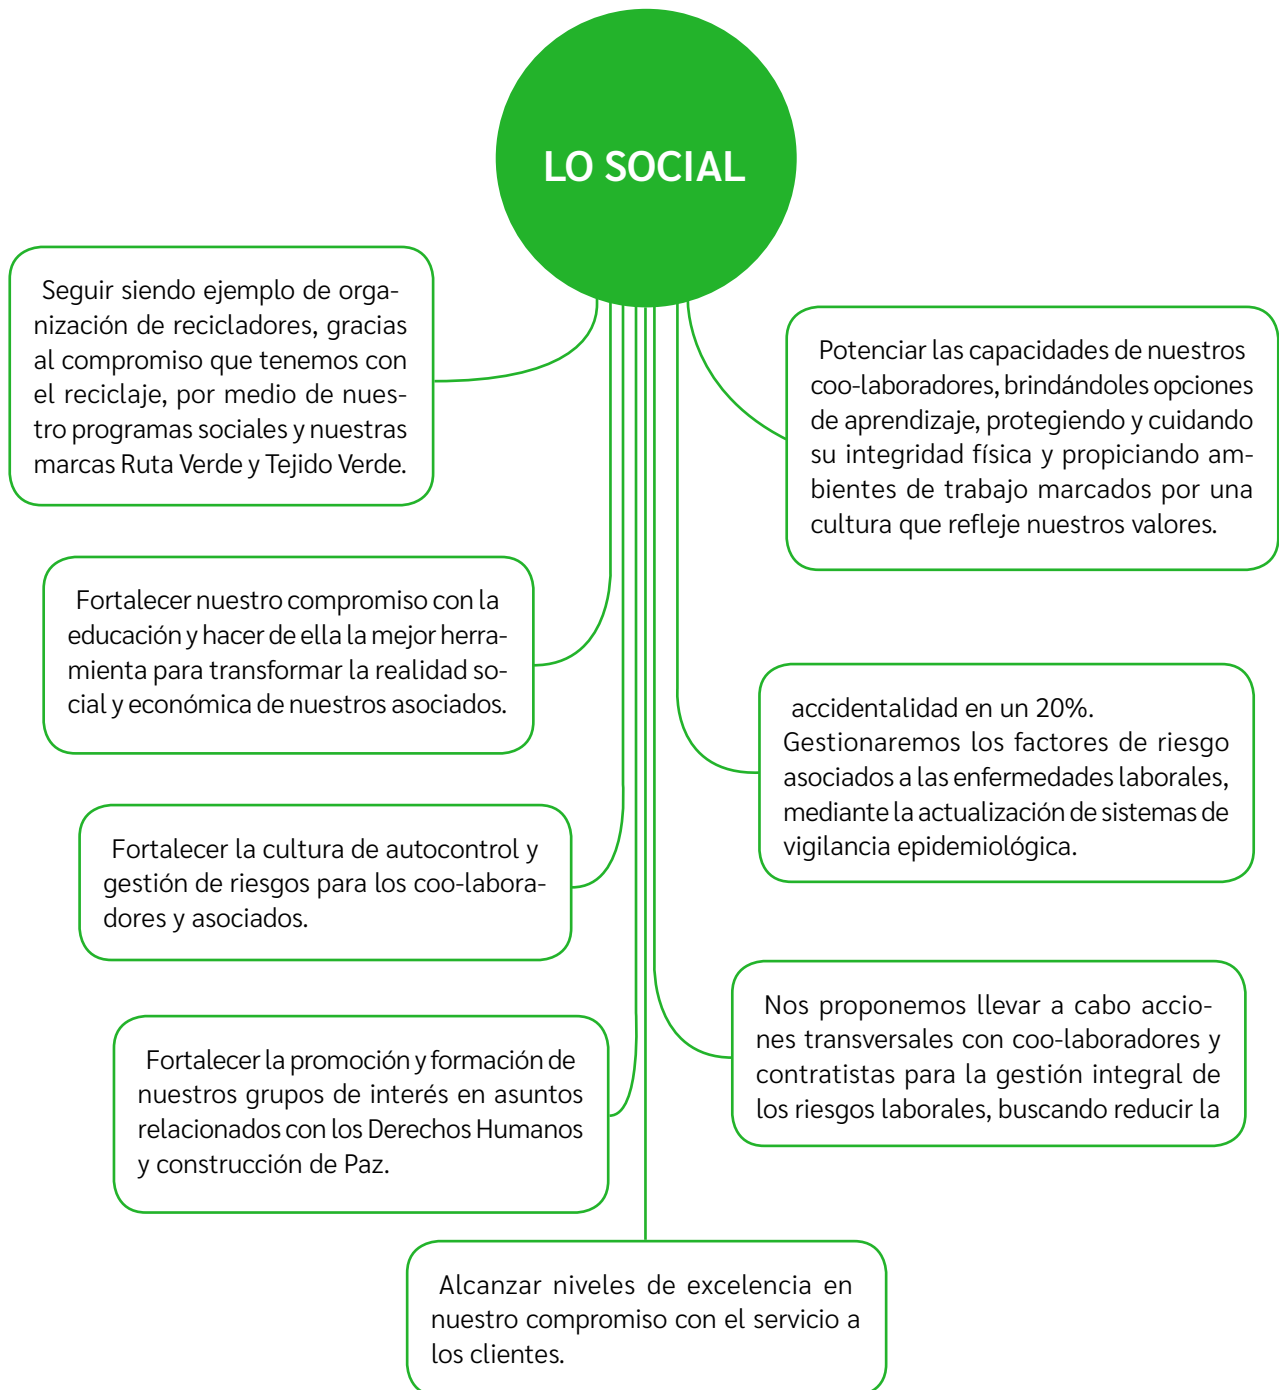 LO SOCIAL
Seguir siendo ejemplo de orga-
nización de recicladores, gracias
al compromiso que tenemos con
el reciclaje, por medio de nues-
tro programas sociales y nuestras
marcas Ruta Verde y Tejido Verde.
Fortalecer nuestro compromiso con la
educación y hacer de ella la mejor herra-
mienta para transformar la realidad so-
cial y económica de nuestros asociados.
Fortalecer la cultura de autocontrol y
gestión de riesgos para los coo-labora-
dores y asociados.
Fortalecer la promoción y formación de
nuestros grupos de interés en asuntos
relacionados con los Derechos Humanos
y construcción de Paz.
Alcanzar niveles de excelencia en
nuestro compromiso con el servicio a
los clientes.
Potenciar las capacidades de nuestros
coo-laboradores, brindándoles opciones
de aprendizaje, protegiendo y cuidando
su integridad física y propiciando am-
bientes de trabajo marcados por una
cultura que refleje nuestros valores.
accidentalidad en un 20%.
Gestionaremos los factores de riesgo
asociados a las enfermedades laborales,
mediante la actualización de sistemas de
vigilancia epidemiológica.
Nos proponemos llevar a cabo accio-
nes transversales con coo-laboradores y
contratistas para la gestión integral de
los riesgos laborales, buscando reducir la